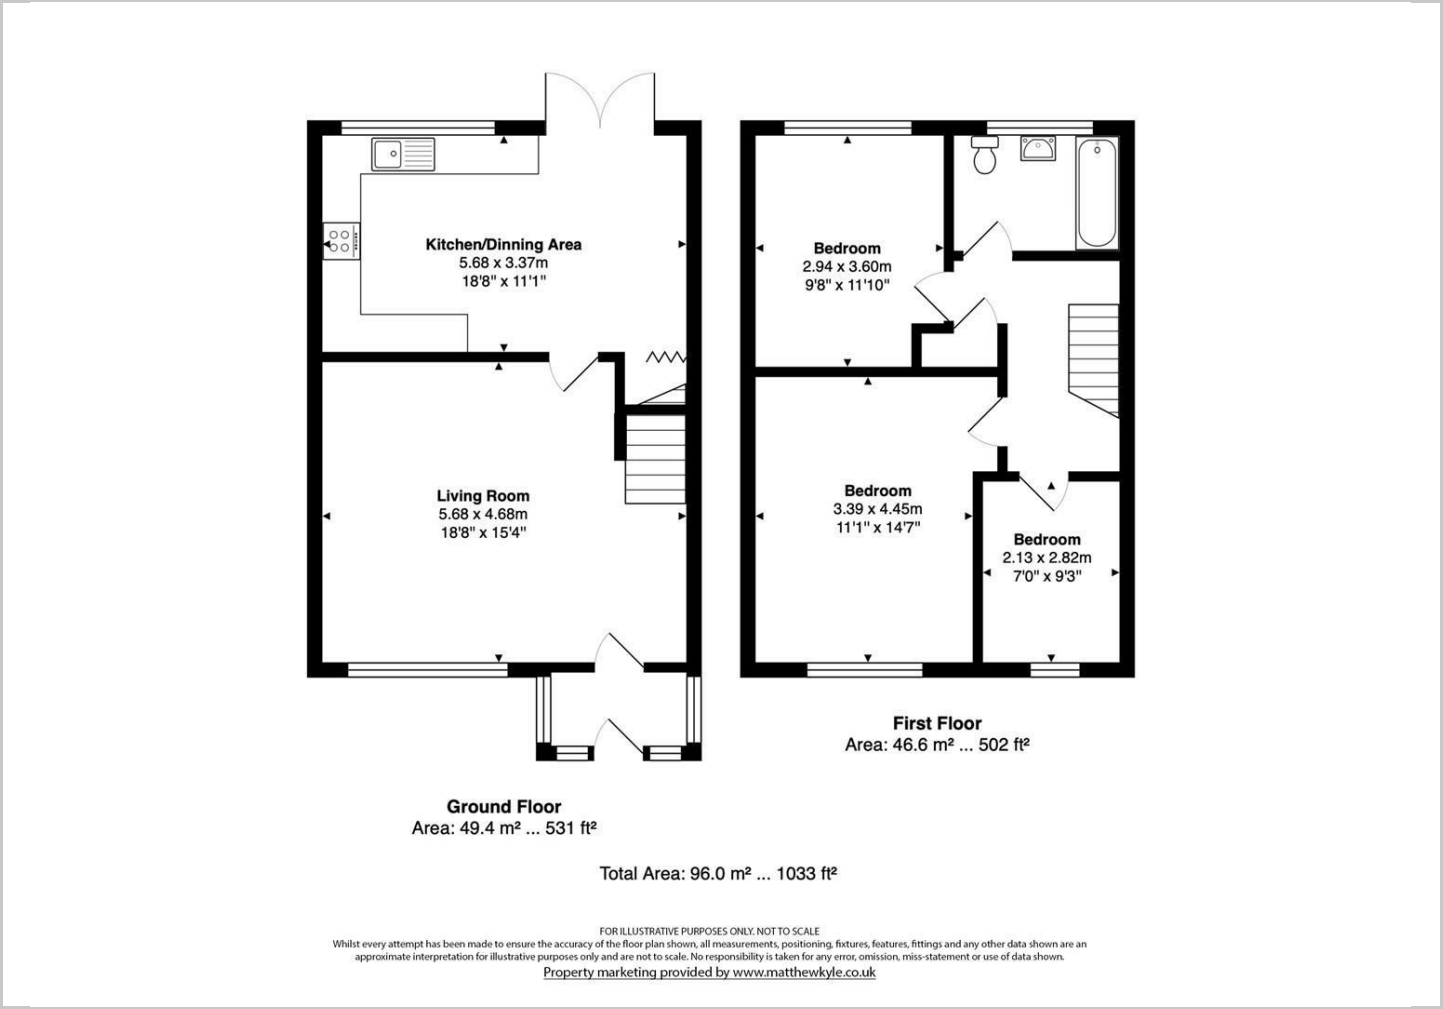 Kitchen/Dinning Area
5.68 x 3.37m
18'8" x 11'1"
Living Room
5.68 x 4.68m
18'8" x 15'4"
Ground Floor
Area: 49.4 m² ... 531 ft²
Bedroom
2.94 x 3.60m
9'8" x 11'10"
Bedroom
3.39 x 4.45m
11'1" x 14'7"
Bedroom
2.13 x 2.82m
7'0" x 9'3"
First Floor
Area: 46.6 m² ... 502 ft²
Total Area: 96.0 m² ... 1033 ft²
FOR ILLUSTRATIVE PURPOSES ONLY. NOT TO SCALE
Whilst every attempt has been made to ensure the accuracy of the floor plan shown, all measurements, positioning, fixtures, features, fittings and any other data shown are an
approximate interpretation for illustrative purposes only and are not to scale. No responsibility is taken for any error, omission, miss-statement or use of data shown.
Property marketing provided by www.matthewkyle.co.uk